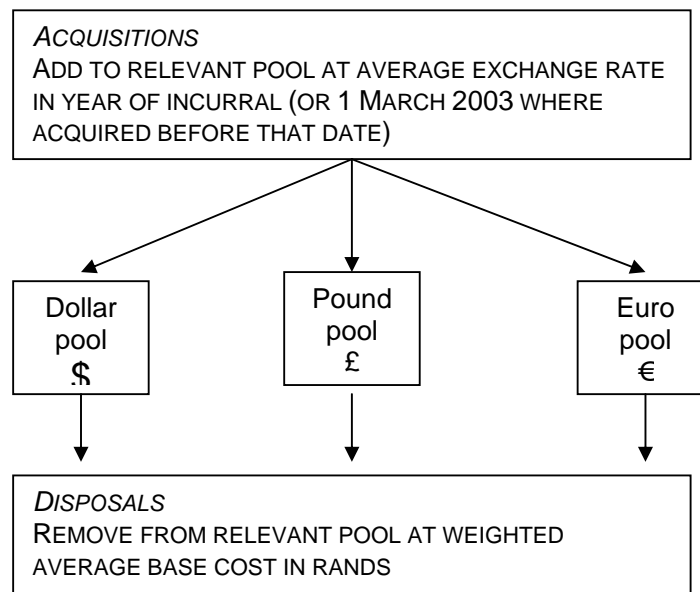 ACQUISITIONS
ADD TO RELEVANT POOL AT AVERAGE EXCHANGE RATE
IN YEAR OF INCURRAL (OR 1 MARCH 2003 WHERE
ACQUIRED BEFORE THAT DATE)
Dollar
pool
$
Pound
pool
£
Euro
pool
€
DISPOSALS
REMOVE FROM RELEVANT POOL AT WEIGHTED
AVERAGE BASE COST IN RANDS